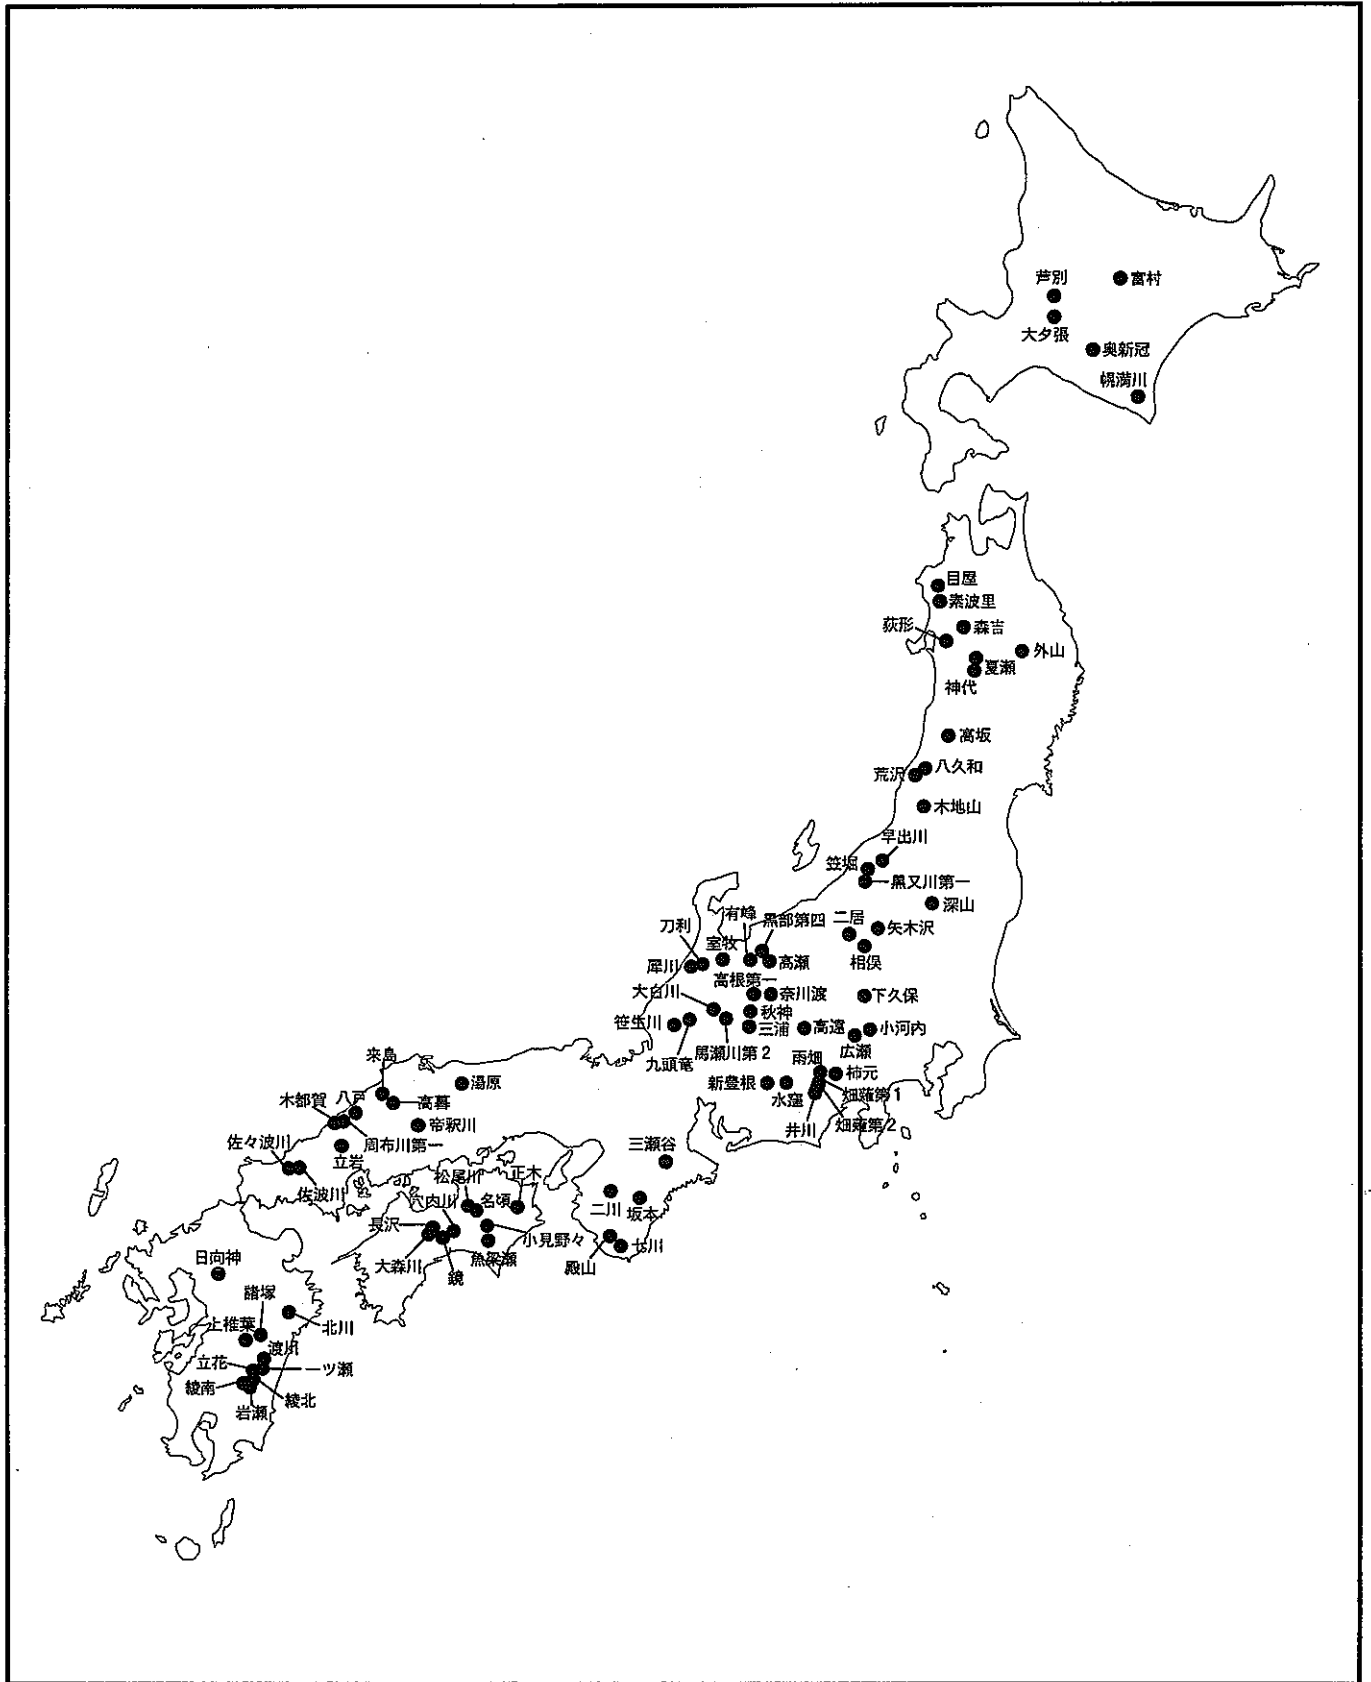 芦別
富村
大夕張
奥新冠
幌満川
目屋
素波里
荻形
森吉
外山
夏瀬
神代
高坂
八久和
荒沢
木地山
早出川
笠堀
黒又川第一
深山
有峰
黒部第四
二居
矢木沢
刀利
室牧
相俣
犀川
高瀬
高根第一
大白川
奈川渡
下久保
秋神
笹生川
三浦
高遠
小河内
広瀬
九頭竜
馬瀬川第2
雨畑
来島
湯原
新豊根
柿元
畑薙第1
水窪
木都賀
八戸
高暮
帝釈川
井川
畑薙第2
周布川第一
佐々波川
立岩
三瀬谷
佐波川
松尾川
正木
穴内川
名頃
二川
坂本
長沢
小見野々
大森川
魚梁瀬
七川
殿山
鏡
日向神
諸塚
上椎葉
北川
渡川
立花
一ツ瀬
綾南
綾北
岩瀬